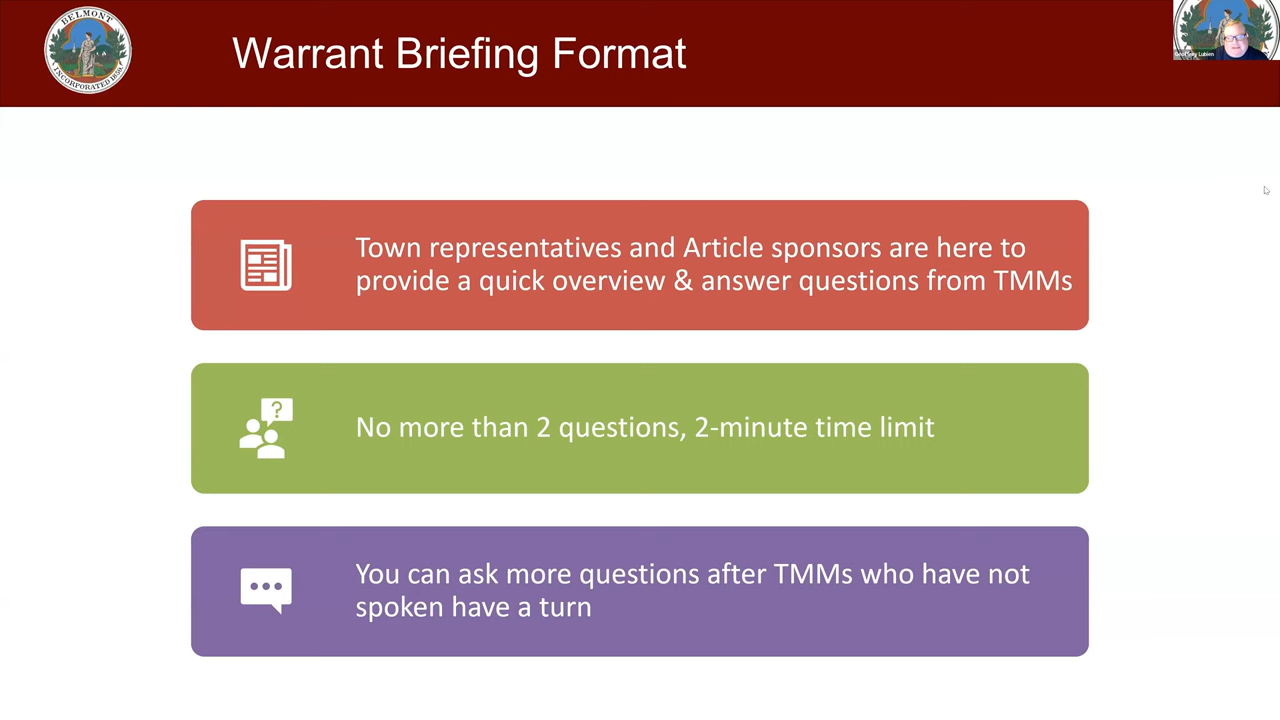 BELMONT
INCORPORATED 1859
Warrant Briefing Format
Geoffrey Lubien
Town representatives and Article sponsors are here to
provide a quick overview & answer questions from TMMs
?
No more than 2 questions, 2-minute time limit
You can ask more questions after TMMs who have not
spoken have a turn